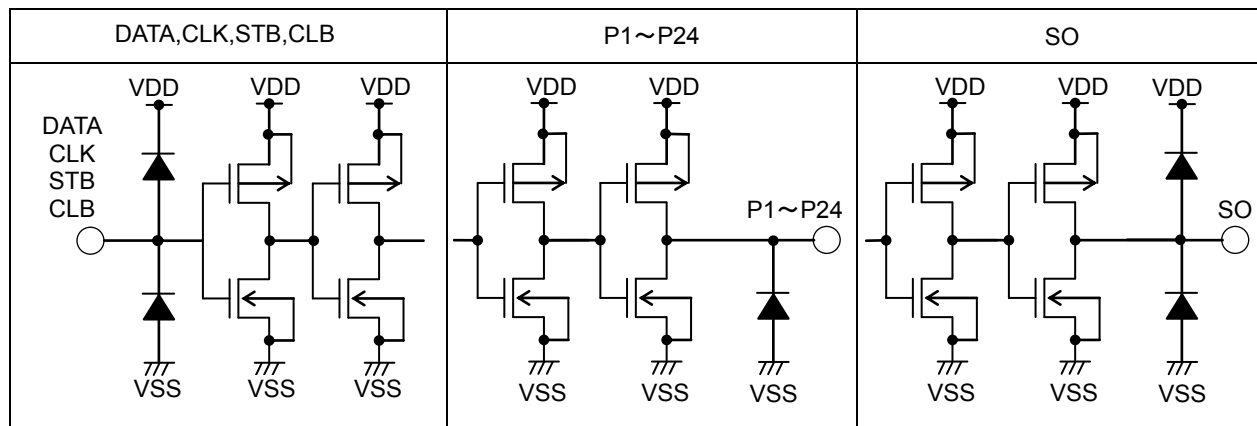 DATA,CLK,STB,CLB
P1～P24
SO
VDD VDD VDD
DATA
CLK
STB
CLB
VSS VSS VSS
VDD VDD
P1～P24
VSS VSS VSS
VDD VDD VDD
SO
VSS VSS VSS